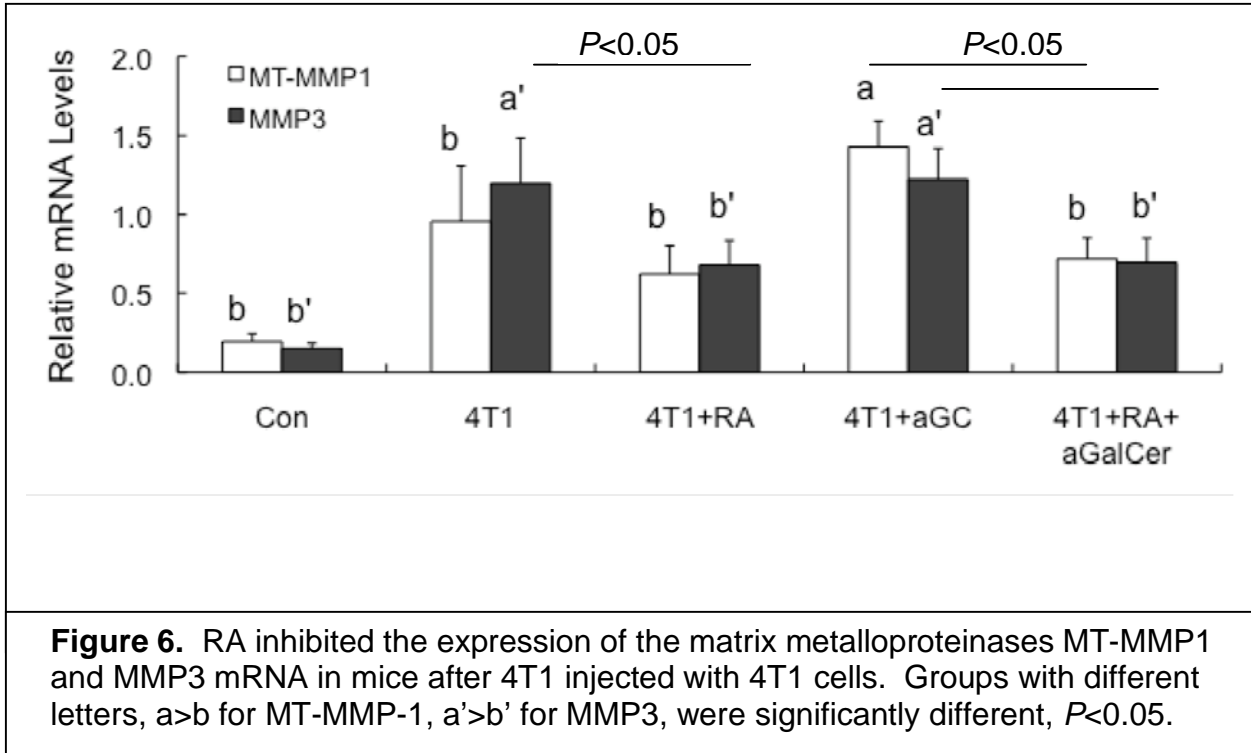 P<0.05 P<0.05
2.0
1.5
1.0
0.5
0.0
Relative mRNA Levels
MT-MMP1
MMP3
b a' b b' a a' b b'
b b'
Con 4T1 4T1+RA 4T1+aGC 4T1+RA+
aGalCer
Figure 6. RA inhibited the expression of the matrix metalloproteinases MT-MMP1
and MMP3 mRNA in mice after 4T1 injected with 4T1 cells. Groups with different
letters, a>b for MT-MMP-1, a’>b’ for MMP3, were significantly different, P<0.05.